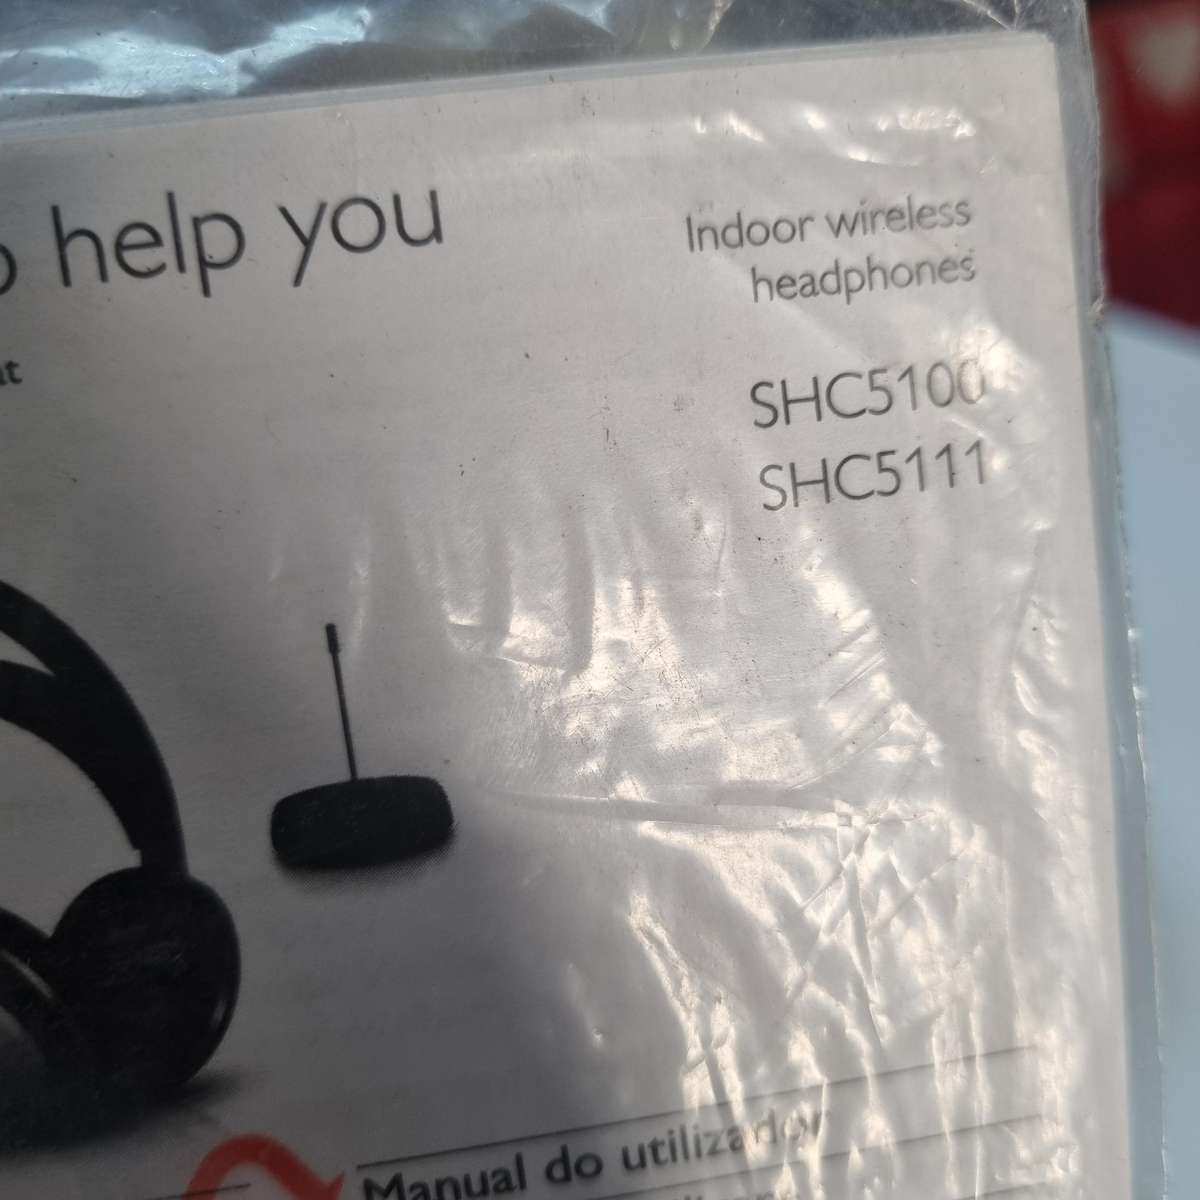 help you
Indoor wireless
headphones
SHC5100
SHC5111
Manual do utilizador